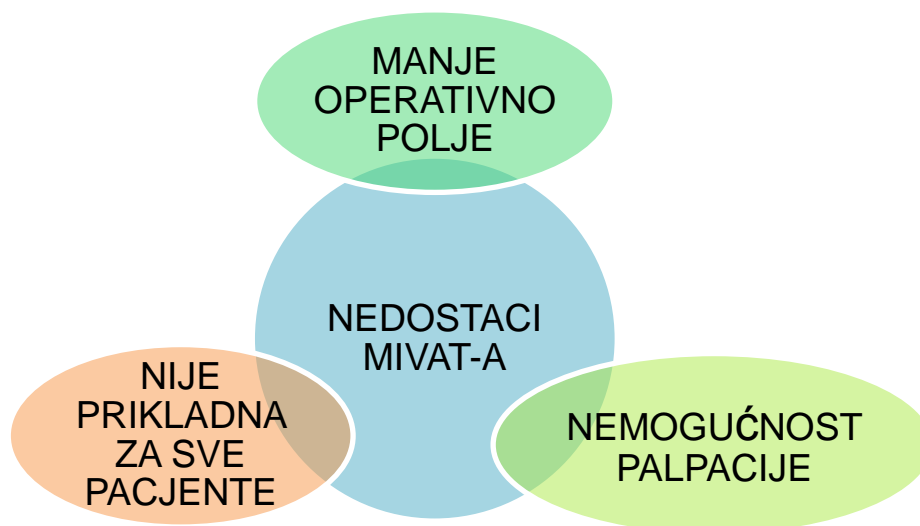 MANJE
OPERATIVNO
POLJE
NEDOSTACI
MIVAT-A
NIJE
PRIKLADNA
ZA SVE
PACJENTE
NEMOGUĆNOST
PALPACIJE